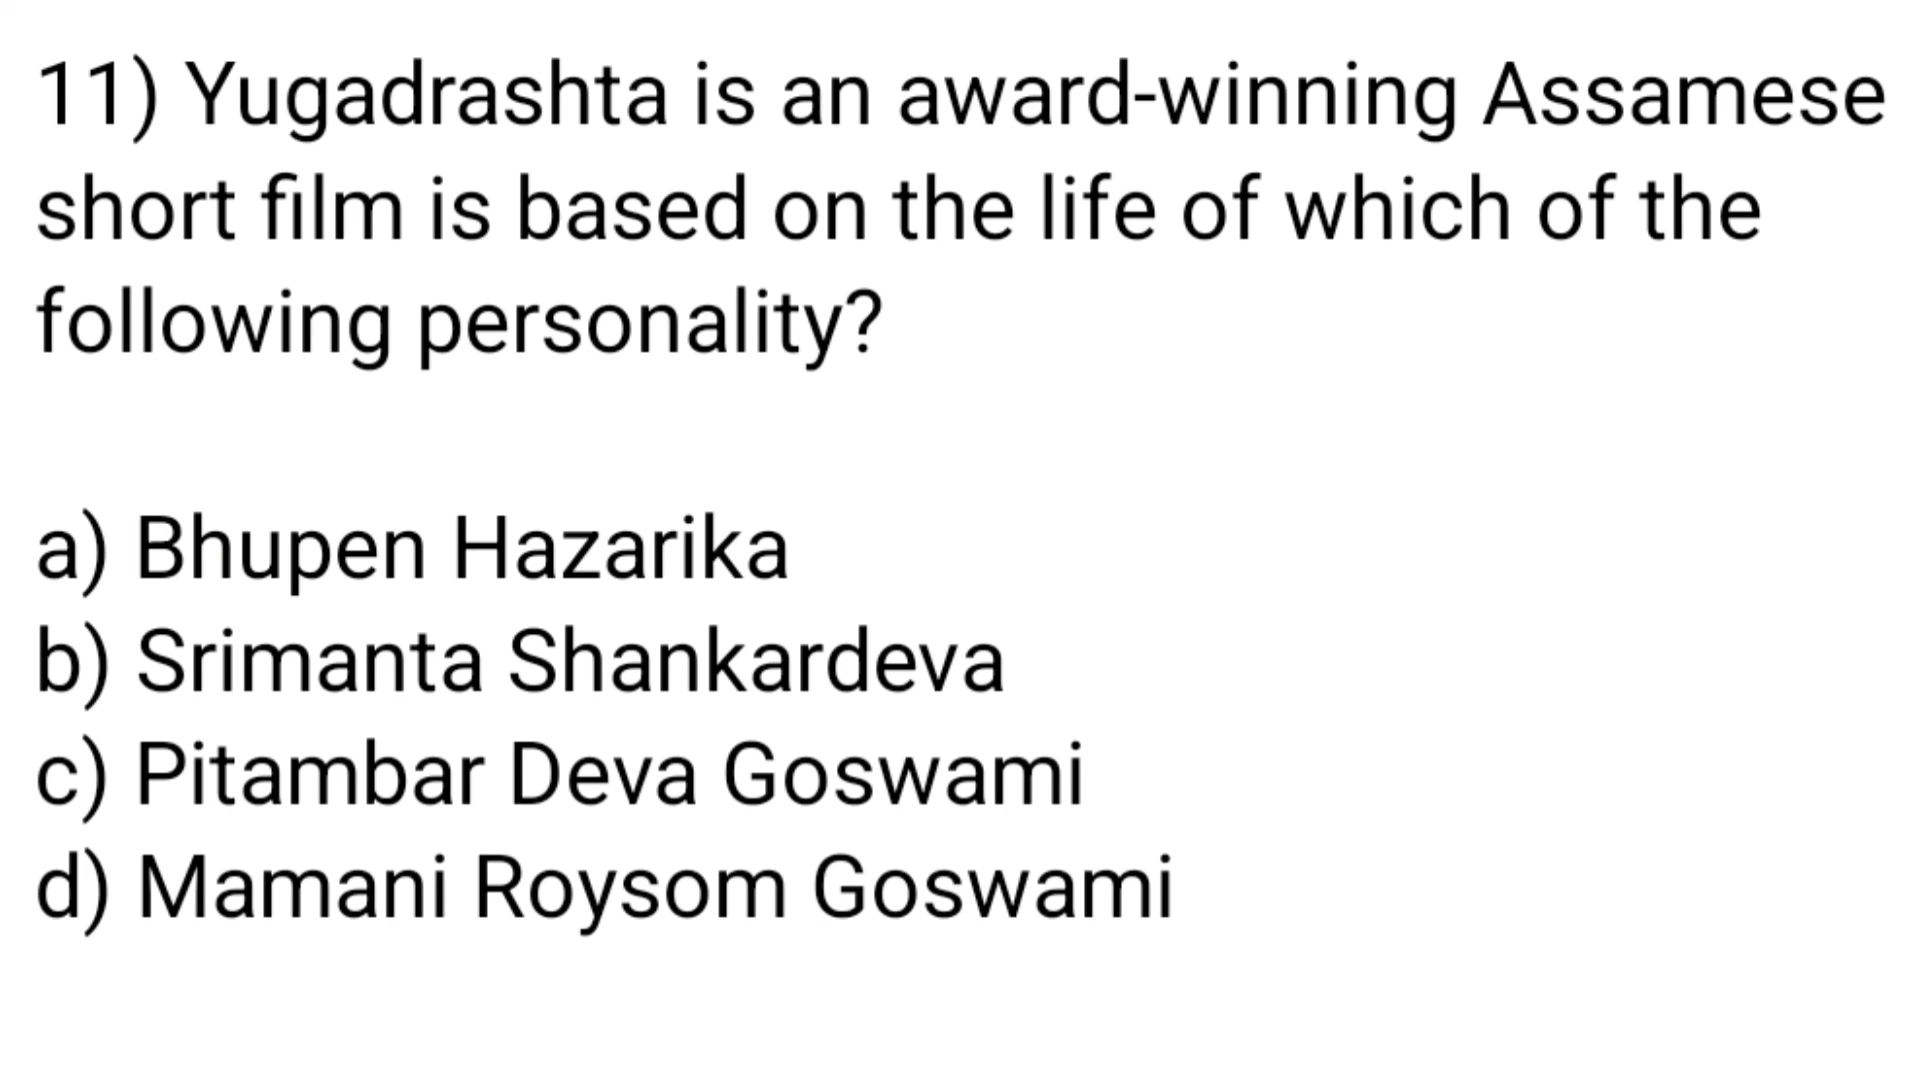 11) Yugadrashta is an award-winning Assamese
short film is based on the life of which of the
following personality?
a) Bhupen Hazarika
b) Srimanta Shankardeva
c) Pitambar Deva Goswami
d) Mamani Roysom Goswami